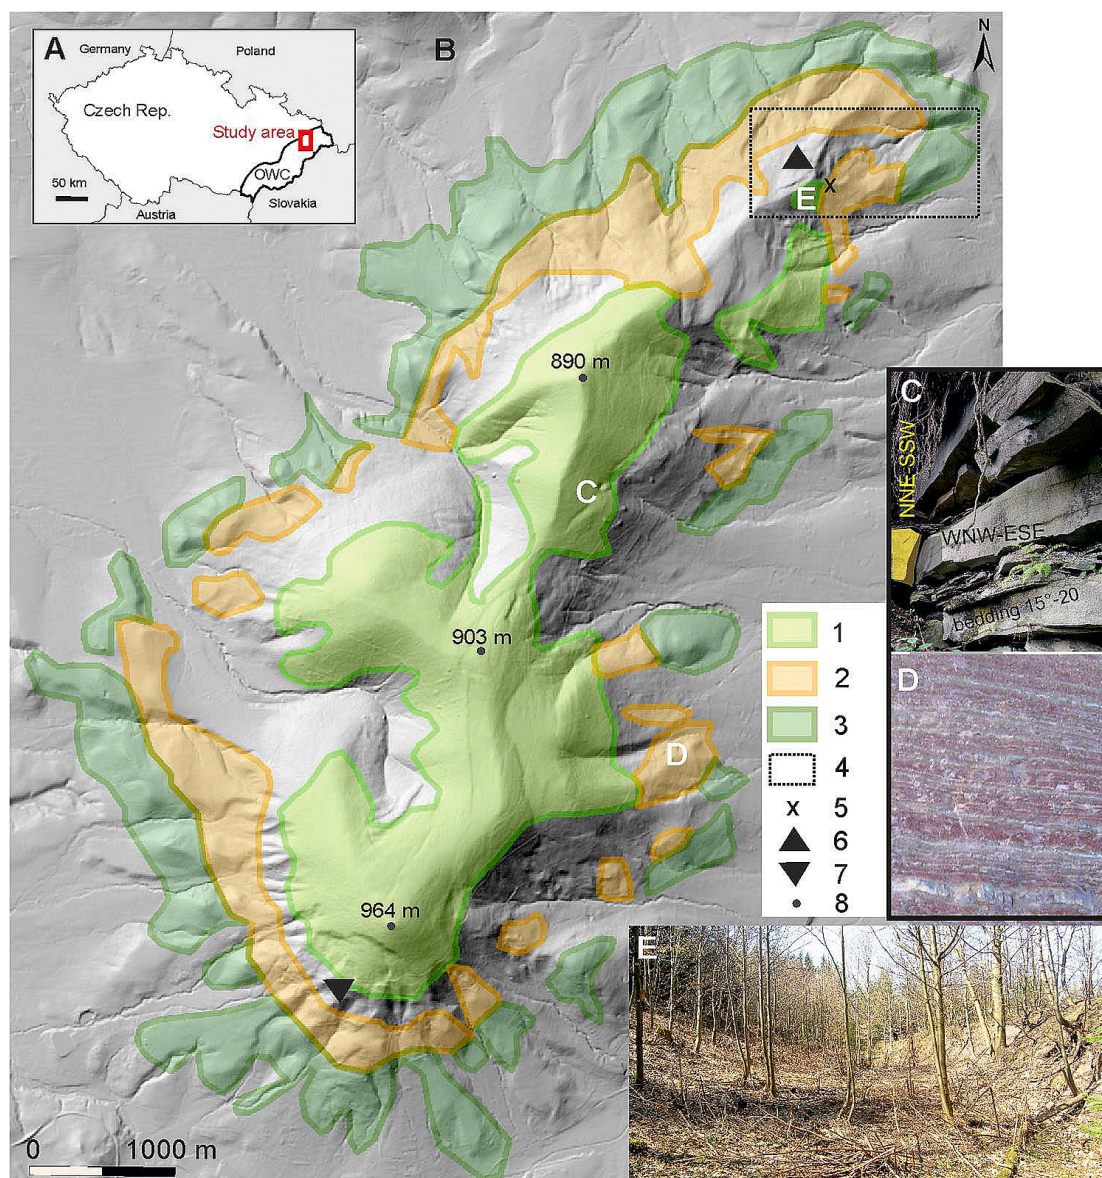 A
Germany
Poland
Czech Rep.
Study area
50 km
OWC
Austria
Slovakia
B
N
E
x
890 m
C
903 m
D
964 m
0 1000 m
1
2
3
4
x 5
6
7
8
C
NNE-SSW
WNW-ESE
bedding 15°-20
D
E